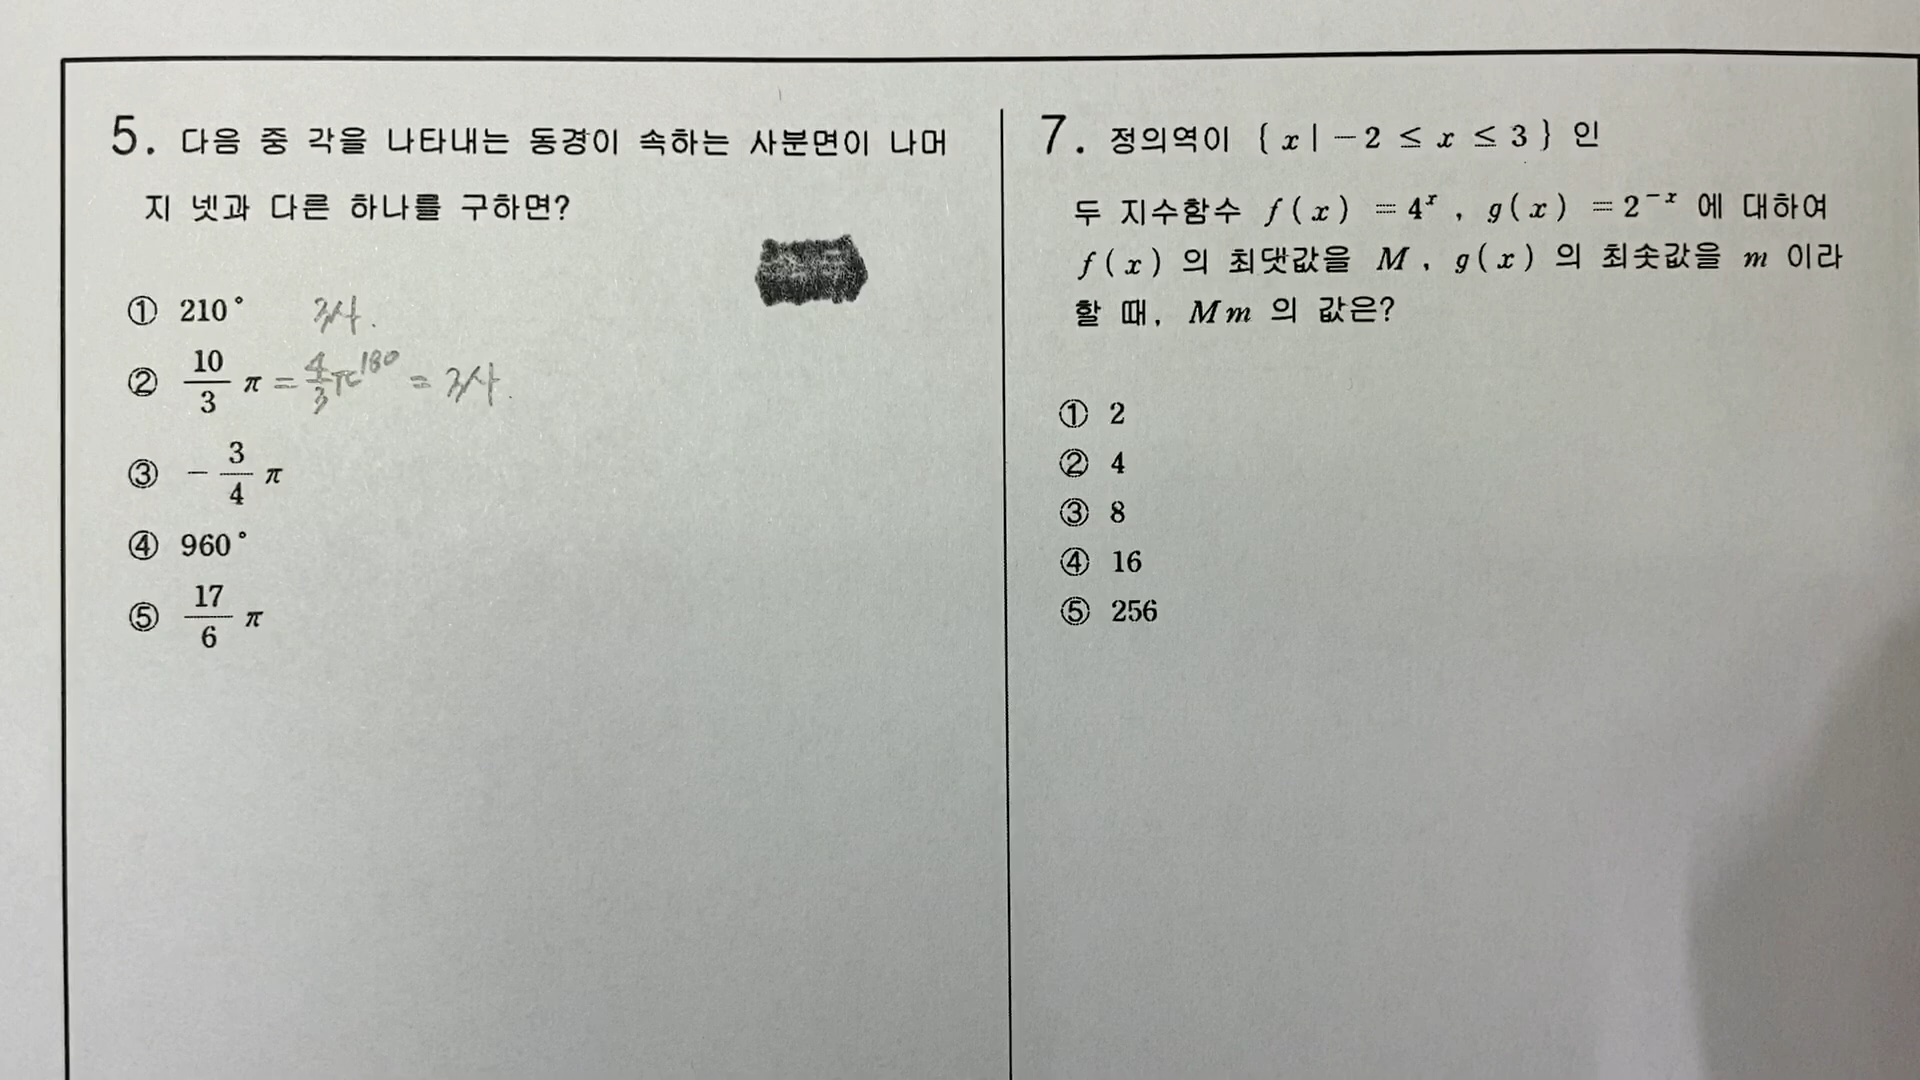 5. 다음 중 각을 나타내는 동경이 속하는 사분면이 나머
지 넷과 다른 하나를 구하면?
① 210° 3사.
② 10/3 π = 4/3 π 180 = 3사.
③ - 3/4 π
④ 960°
⑤ 17/6 π
7. 정의역이 { x | -2 ≤ x ≤ 3 } 인
두 지수함수 f(x) = 4ˣ , g(x) = 2⁻ˣ 에 대하여
f(x) 의 최댓값을 M , g(x) 의 최솟값을 m 이라
할 때, Mm 의 값은?
① 2
② 4
③ 8
④ 16
⑤ 256